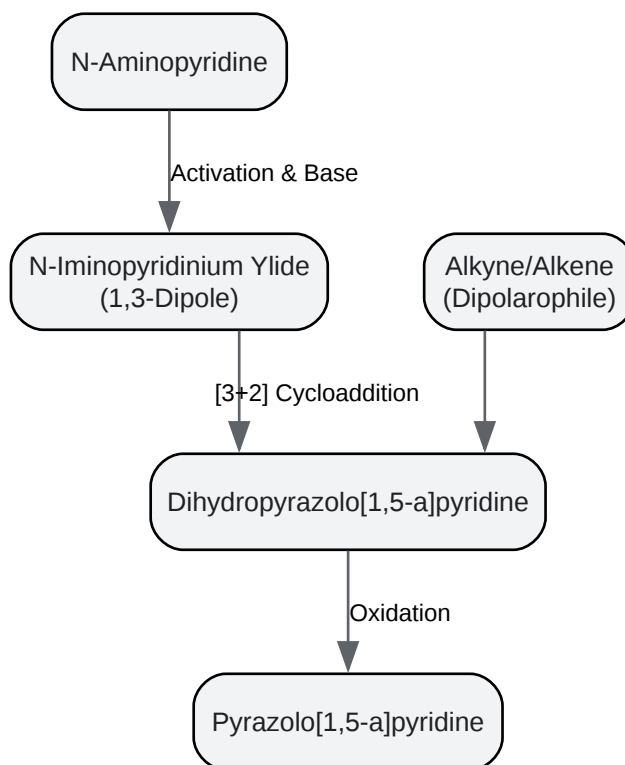 N-Aminopyridine
Activation & Base
N-Iminopyridinium Ylide
(1,3-Dipole)
Alkyne/Alkene
(Dipolarophile)
[3+2] Cycloaddition
Dihydropyrazolo[1,5-a]pyridine
Oxidation
Pyrazolo[1,5-a]pyridine